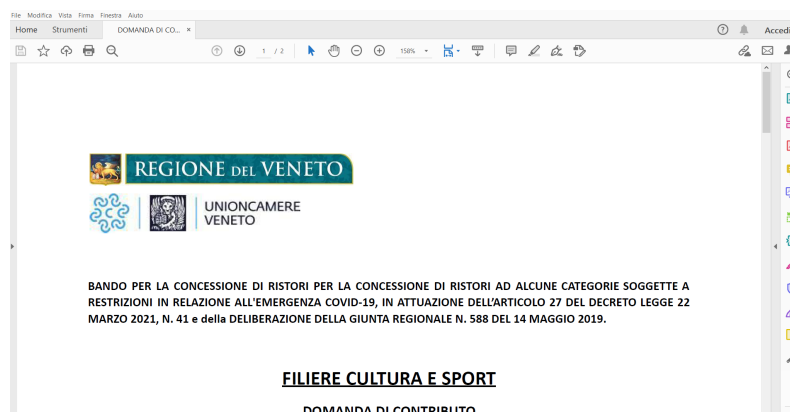 File Modifica Vista Firma Finestra Aiuto
Home Strumenti DOMANDA DI CO... × Accedi
1 / 2 158%
REGIONE DEL VENETO
UNIONCAMERE
VENETO
BANDO PER LA CONCESSIONE DI RISTORI PER LA CONCESSIONE DI RISTORI AD ALCUNE CATEGORIE SOGGETTE A
RESTRIZIONI IN RELAZIONE ALL'EMERGENZA COVID-19, IN ATTUAZIONE DELL'ARTICOLO 27 DEL DECRETO LEGGE 22
MARZO 2021, N. 41 e della DELIBERAZIONE DELLA GIUNTA REGIONALE N. 588 DEL 14 MAGGIO 2019.
FILIERE CULTURA E SPORT
DOMANDA DI CONTRIBUTO